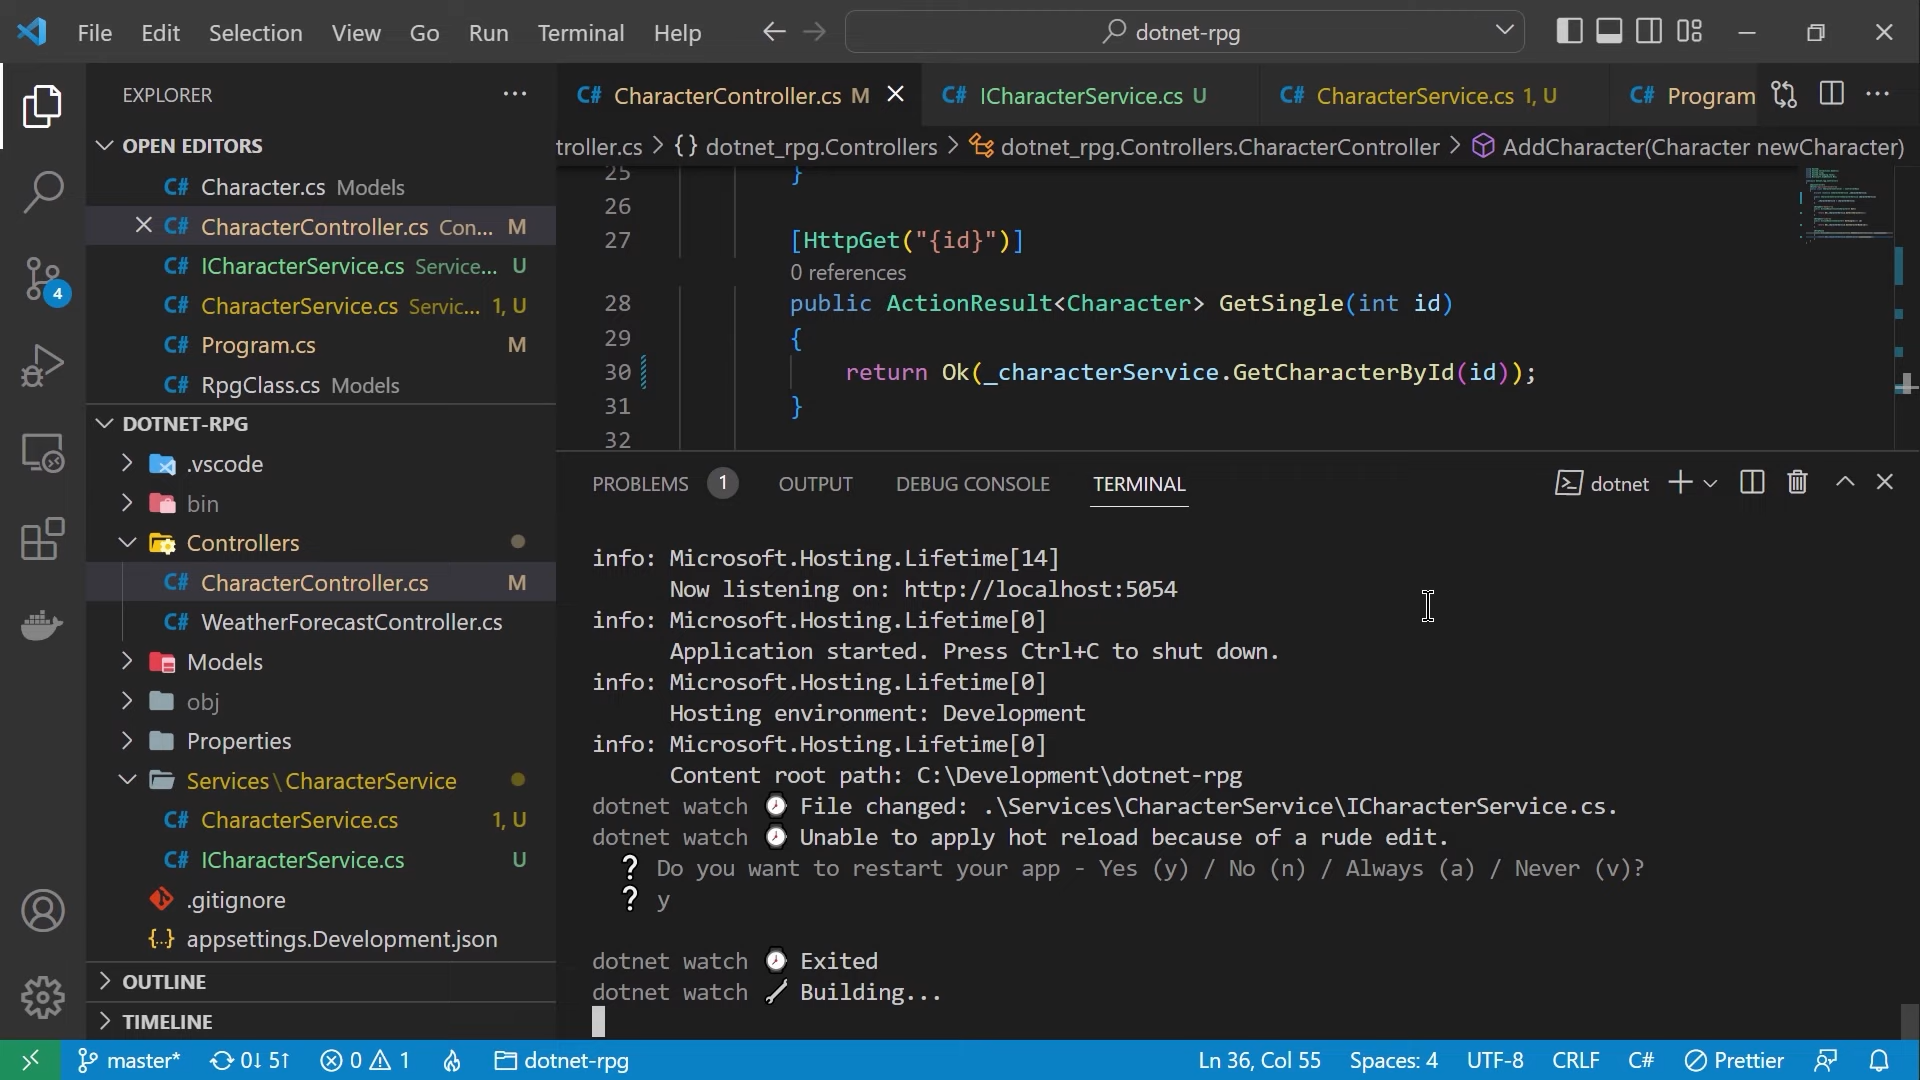 File Edit Selection View Go Run Terminal Help
dotnet-rpg
EXPLORER
OPEN EDITORS
C# Character.cs Models
C# CharacterController.cs Con... M
C# ICharacterService.cs Service... U
C# CharacterService.cs Servic... 1, U
C# Program.cs M
C# RpgClass.cs Models
DOTNET-RPG
.vscode
bin
Controllers
C# CharacterController.cs M
C# WeatherForecastController.cs
Models
obj
Properties
Services\CharacterService
C# CharacterService.cs 1, U
C# ICharacterService.cs U
.gitignore
{..} appsettings.Development.json
OUTLINE
TIMELINE
4
C# CharacterController.cs M
C# ICharacterService.cs U
C# CharacterService.cs 1, U
C# Program
troller.cs > {} dotnet_rpg.Controllers > dotnet_rpg.Controllers.CharacterController > AddCharacter(Character newCharacter)
25 }
26
27 [HttpGet("{id}")]
0 references
28 public ActionResult<Character> GetSingle(int id)
29 {
30 return Ok(_characterService.GetCharacterById(id));
31 }
32
PROBLEMS 1 OUTPUT DEBUG CONSOLE TERMINAL
dotnet
info: Microsoft.Hosting.Lifetime[14]
Now listening on: http://localhost:5054
info: Microsoft.Hosting.Lifetime[0]
Application started. Press Ctrl+C to shut down.
info: Microsoft.Hosting.Lifetime[0]
Hosting environment: Development
info: Microsoft.Hosting.Lifetime[0]
Content root path: C:\Development\dotnet-rpg
dotnet watch ⌚ File changed: .\Services\CharacterService\ICharacterService.cs.
dotnet watch ⌚ Unable to apply hot reload because of a rude edit.
❔ Do you want to restart your app - Yes (y) / No (n) / Always (a) / Never (v)?
❔ y
dotnet watch ⌚ Exited
dotnet watch 🔧 Building...
master* 0↓ 5↑ 0 1 dotnet-rpg
Ln 36, Col 55 Spaces: 4 UTF-8 CRLF C# Prettier